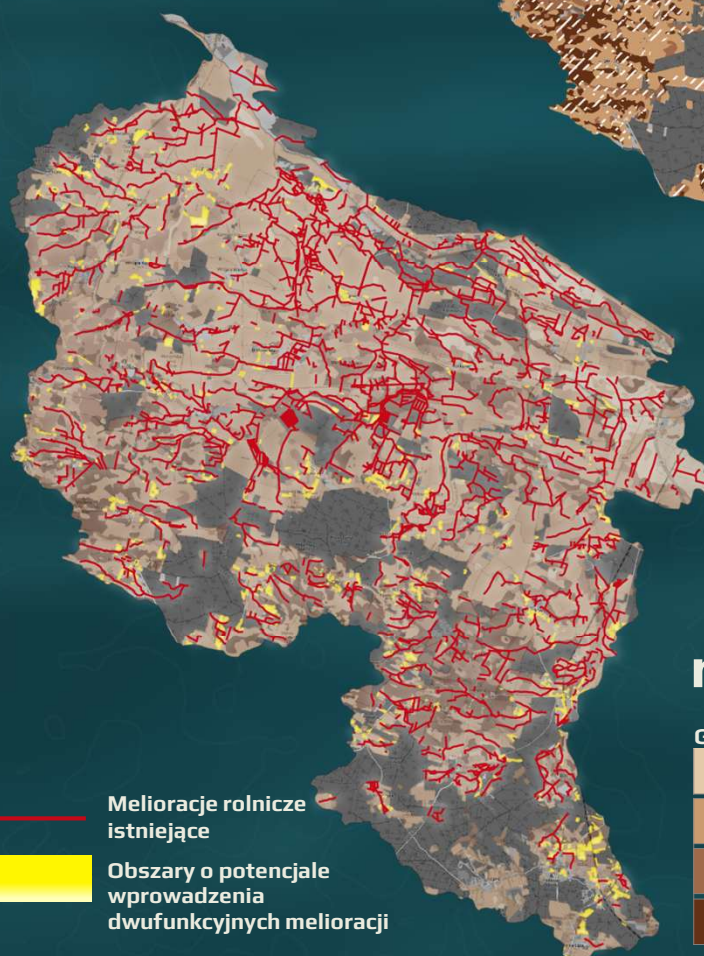 Melioracje rolnicze
istniejące
Obszary o potencjale
wprowadzenia
dwufunkcyjnych melioracji